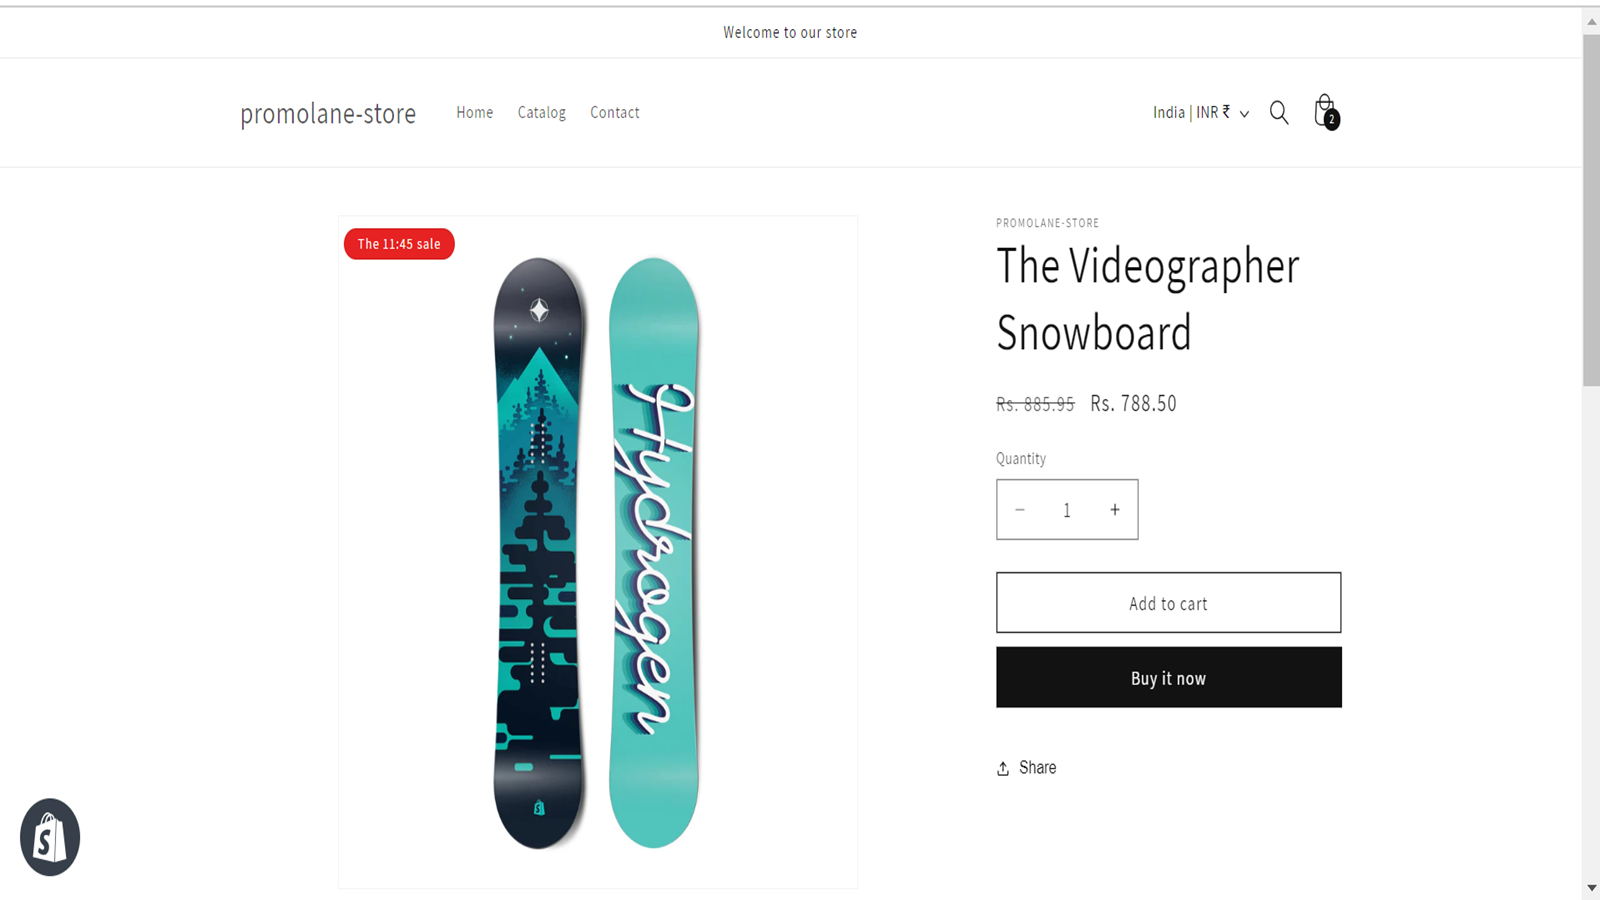 Welcome to our store
promolane-store
Home
Catalog
Contact
India | INR ₹
2
The 11:45 sale
Hydrogen
PROMOLANE-STORE
The Videographer
Snowboard
Rs. 885.95 Rs. 788.50
Quantity
− 1 +
Add to cart
Buy it now
Share
S